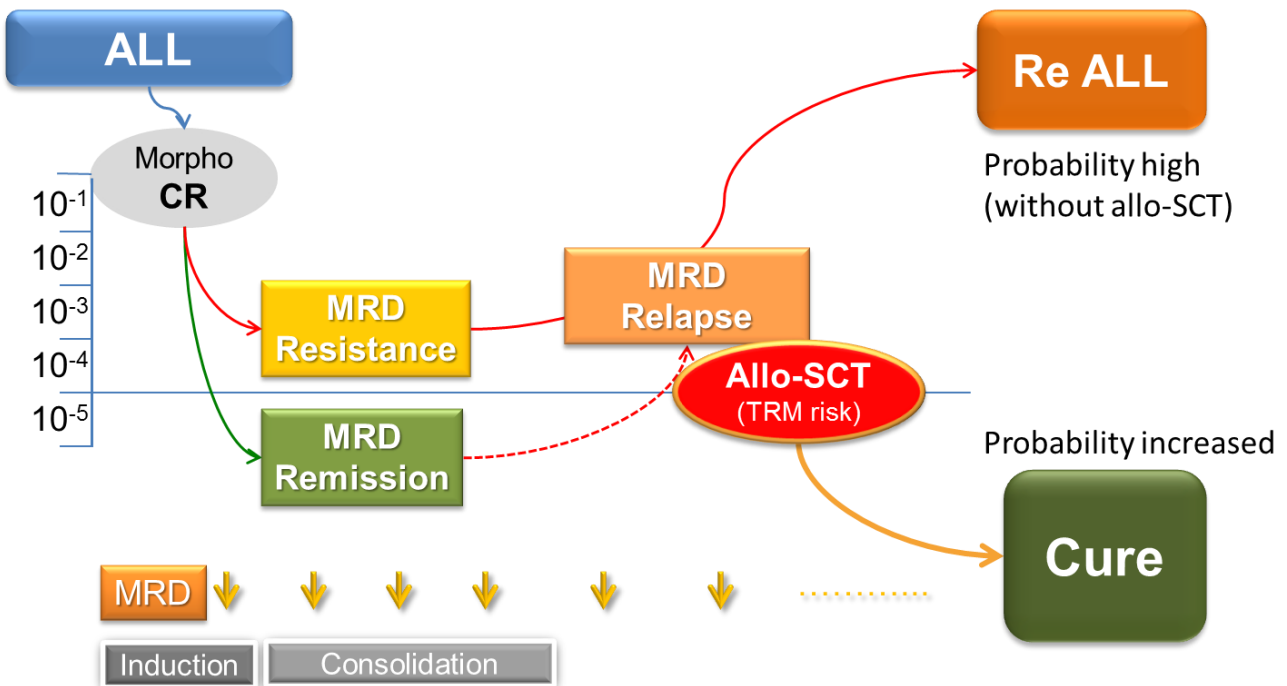 ALL
Re ALL
Morpho
CR
Probability high
(without allo-SCT)
10⁻¹
10⁻²
10⁻³
10⁻⁴
10⁻⁵
MRD
Resistance
MRD
Relapse
Allo-SCT
(TRM risk)
MRD
Remission
Probability increased
Cure
MRD
Induction
Consolidation